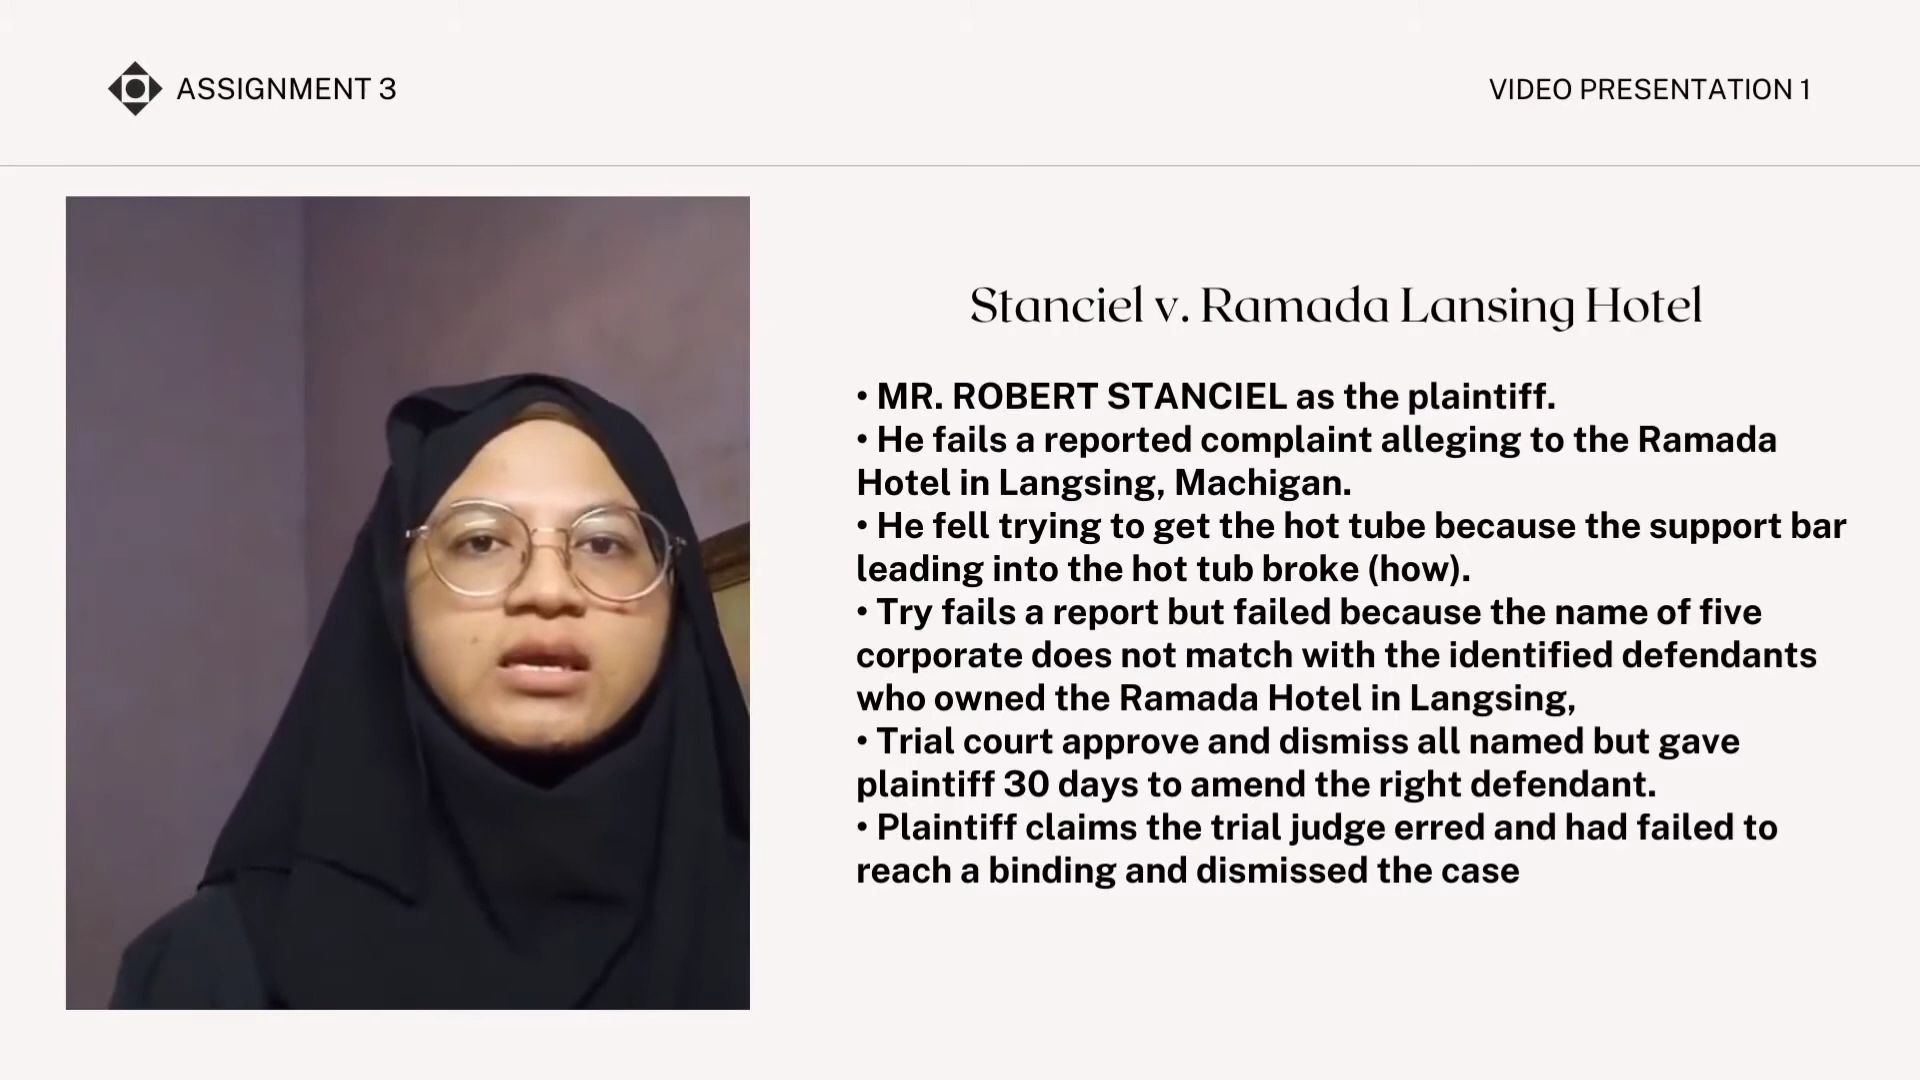 ASSIGNMENT 3
VIDEO PRESENTATION 1
Stanciel v. Ramada Lansing Hotel
• MR. ROBERT STANCIEL as the plaintiff.
• He fails a reported complaint alleging to the Ramada
Hotel in Langsing, Machigan.
• He fell trying to get the hot tube because the support bar
leading into the hot tub broke (how).
• Try fails a report but failed because the name of five
corporate does not match with the identified defendants
who owned the Ramada Hotel in Langsing,
• Trial court approve and dismiss all named but gave
plaintiff 30 days to amend the right defendant.
• Plaintiff claims the trial judge erred and had failed to
reach a binding and dismissed the case